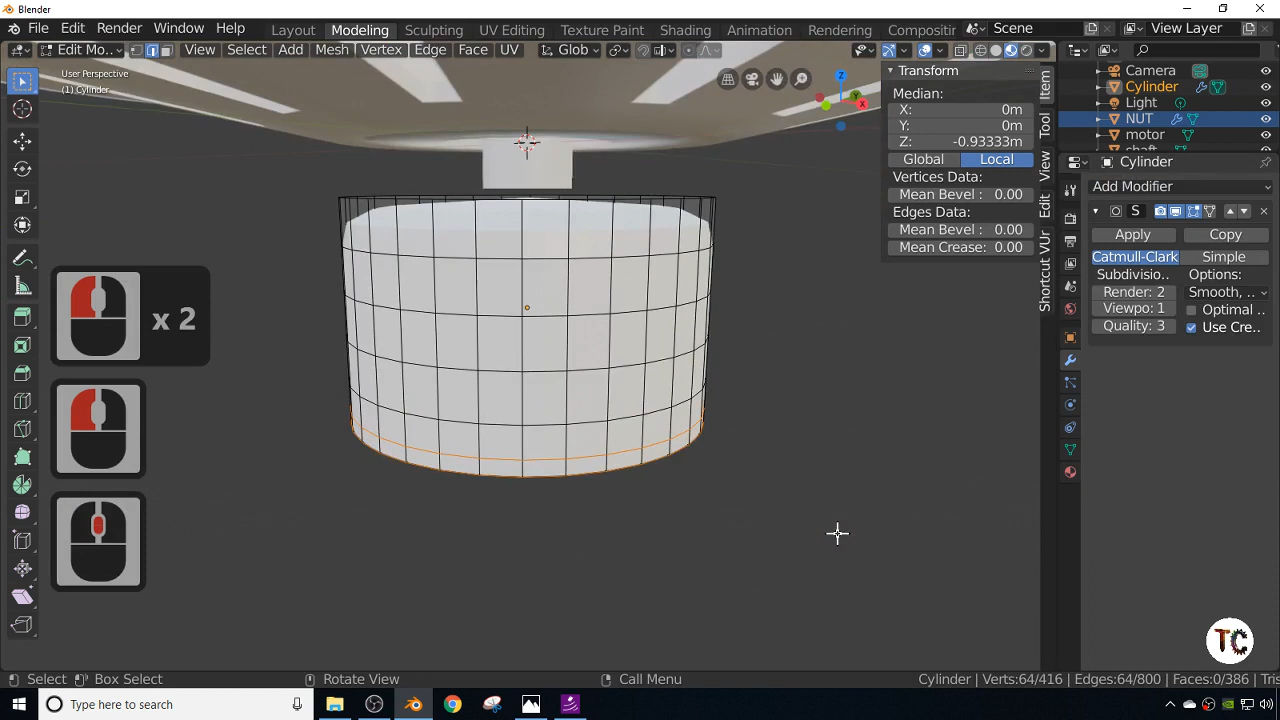 Blender
File Edit Render Window Help Layout Modeling Sculpting UV Editing Texture Paint Shading Animation Rendering Compositir Scene View Layer
Edit Mo... View Select Add Mesh Vertex Edge Face UV Glob
User Perspective
(1) Cylinder
Z
Y
X
Transform
Median:
X: 0m
Y: 0m
Z: -0.93333m
Global Local
Vertices Data:
Mean Bevel : 0.00
Edges Data:
Mean Bevel : 0.00
Mean Crease: 0.00
Item
Tool
View
Edit
Shortcut VUr
Camera
Cylinder
Light
NUT
motor
Cylinder
Add Modifier
S
Apply Copy
Catmull-Clark Simple
Subdivisio.. Options:
Render: 2 Smooth, ..
Viewpo: 1 Optimal ..
Quality: 3 Use Cre..
x 2
TC
Select Box Select Rotate View Call Menu Cylinder | Verts:64/416 | Edges:64/800 | Faces:0/386 | Tris
Type here to search